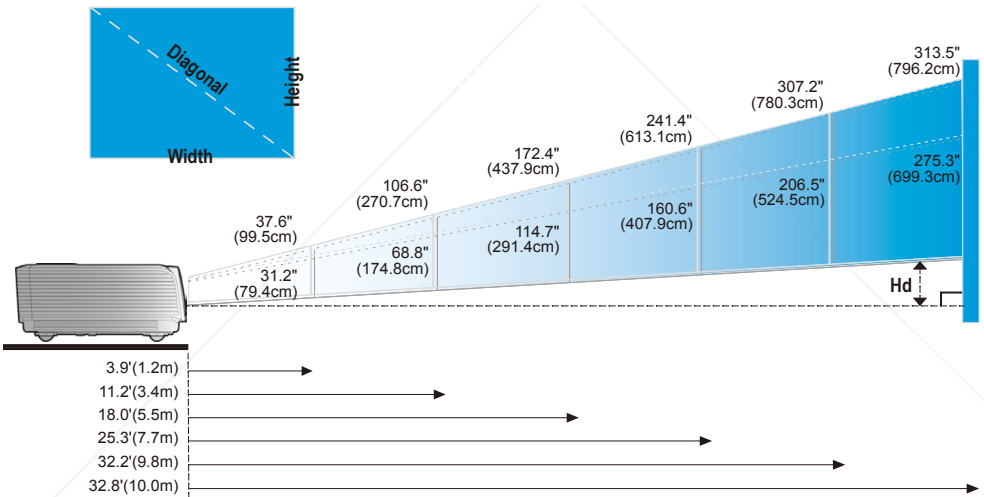 Diagonal
Height
Width
313.5"
(796.2cm)
307.2"
(780.3cm)
241.4"
(613.1cm)
172.4"
(437.9cm)
106.6"
(270.7cm)
37.6"
(99.5cm)
275.3"
(699.3cm)
206.5"
(524.5cm)
160.6"
(407.9cm)
114.7"
(291.4cm)
68.8"
(174.8cm)
31.2"
(79.4cm)
Hd
3.9'(1.2m)
11.2'(3.4m)
18.0'(5.5m)
25.3'(7.7m)
32.2'(9.8m)
32.8'(10.0m)